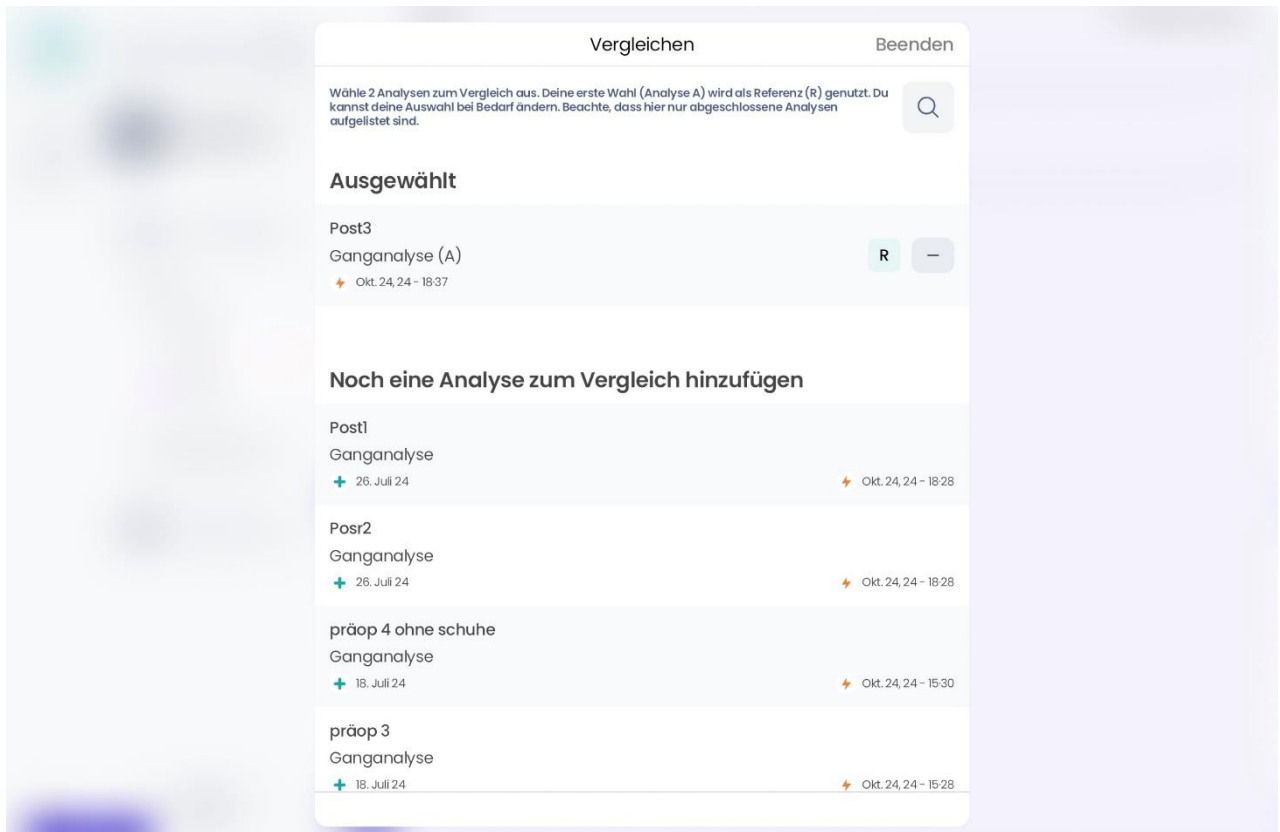 Vergleichen
Beenden
Wähle 2 Analysen zum Vergleich aus. Deine erste Wahl (Analyse A) wird als Referenz (R) genutzt. Du
kannst deine Auswahl bei Bedarf ändern. Beachte, dass hier nur abgeschlossene Analysen
aufgelistet sind.
Ausgewählt
Post3
Ganganalyse (A)
R
Okt. 24, 24 - 18:37
Noch eine Analyse zum Vergleich hinzufügen
Post1
Ganganalyse
26. Juli 24
Okt. 24, 24 - 18:28
Posr2
Ganganalyse
26. Juli 24
Okt. 24, 24 - 18:28
präop 4 ohne schuhe
Ganganalyse
18. Juli 24
Okt. 24, 24 - 15:30
präop 3
Ganganalyse
18. Juli 24
Okt. 24, 24 - 15:28